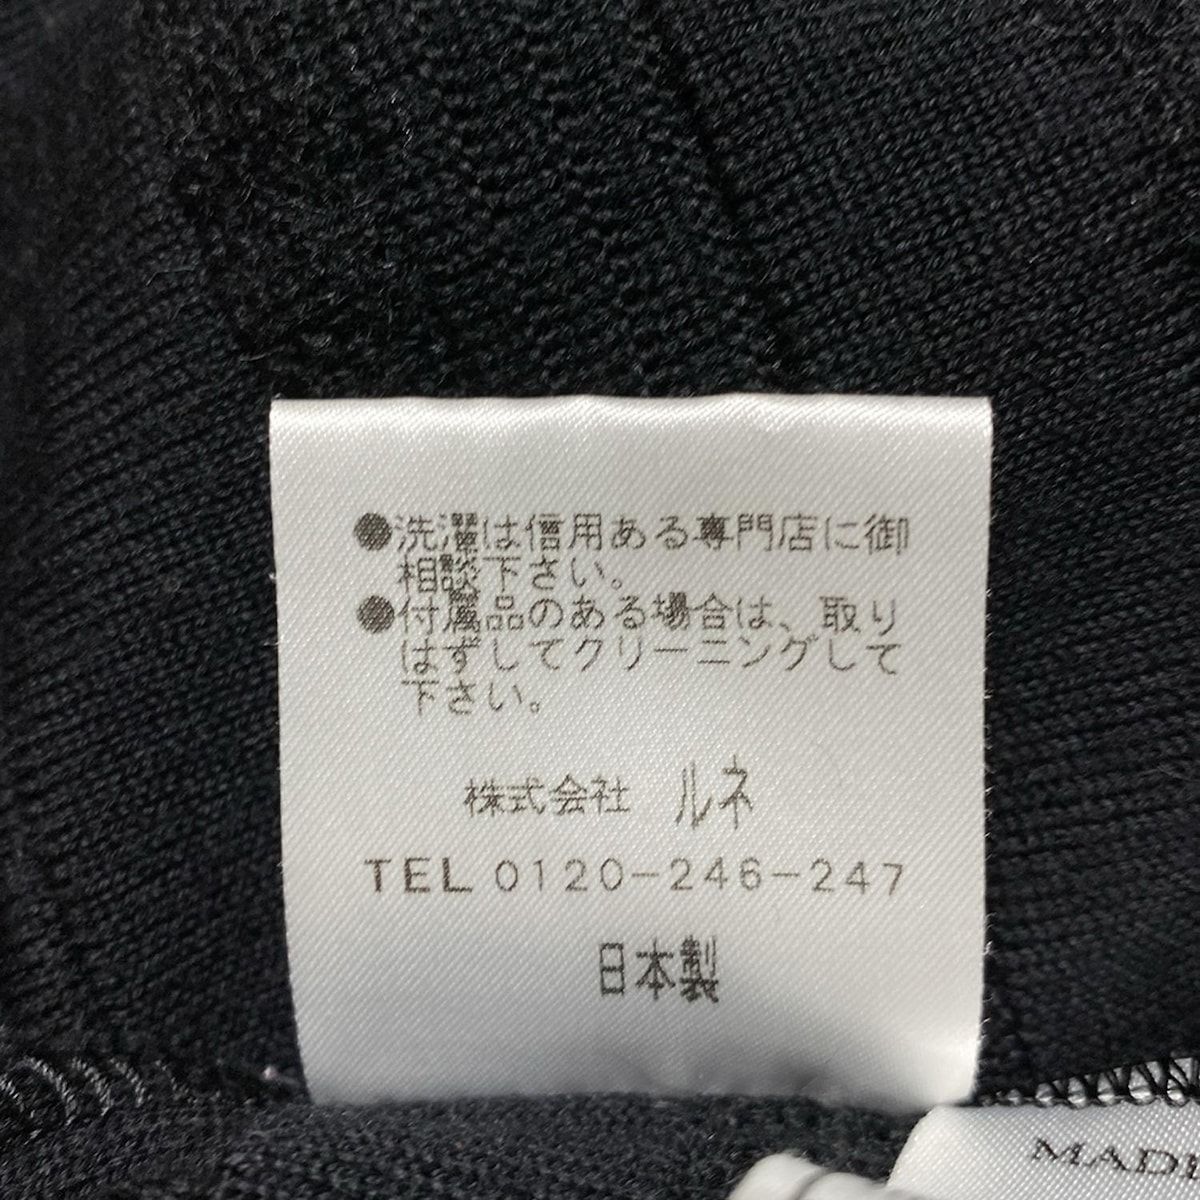 ●洗濯は信用ある専門店に御
相談下さい。
●付属品のある場合は、取り
はずしてクリーニングして
下さい。
株式会社 ルネ
TEL 0120-246-247
日本製
MADE